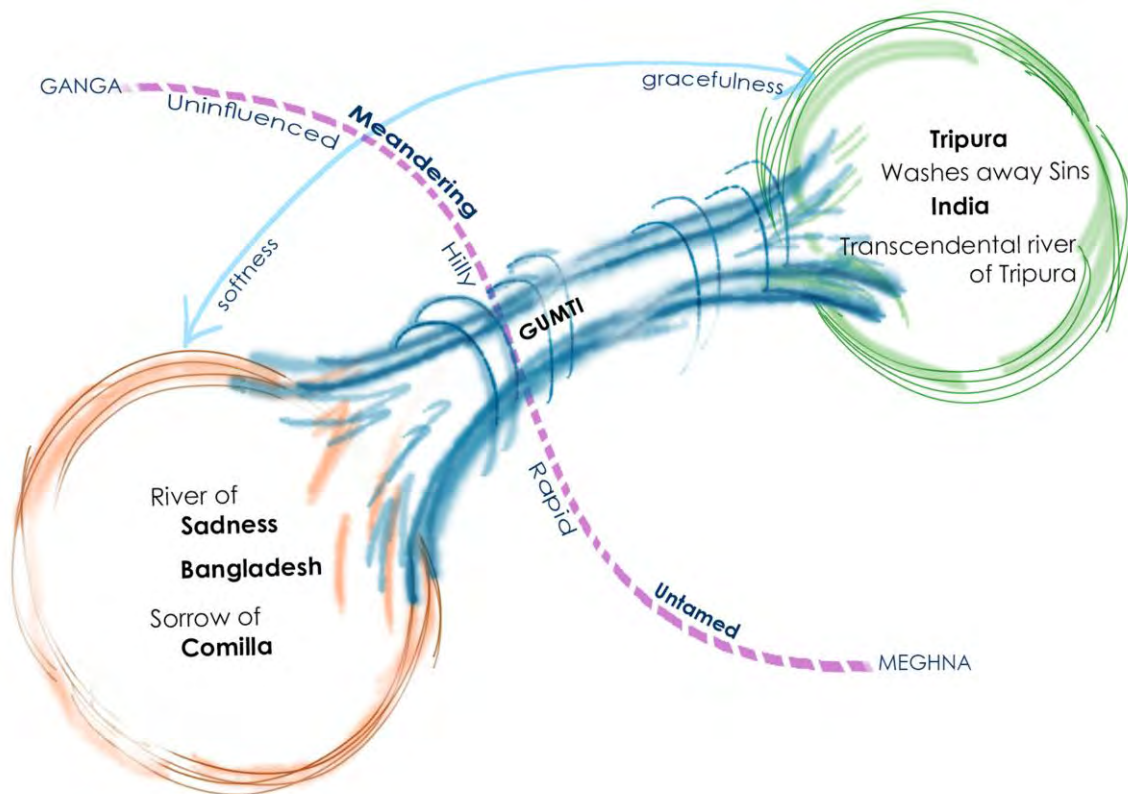 GANGA
Uninfluenced
Meandering
Hilly
gracefulness
softness
GUMTI
Tripura
Washes away Sins
India
Transcendental river
of Tripura
River of
Sadness
Bangladesh
Sorrow of
Comilla
Rapid
Untamed
MEGHNA